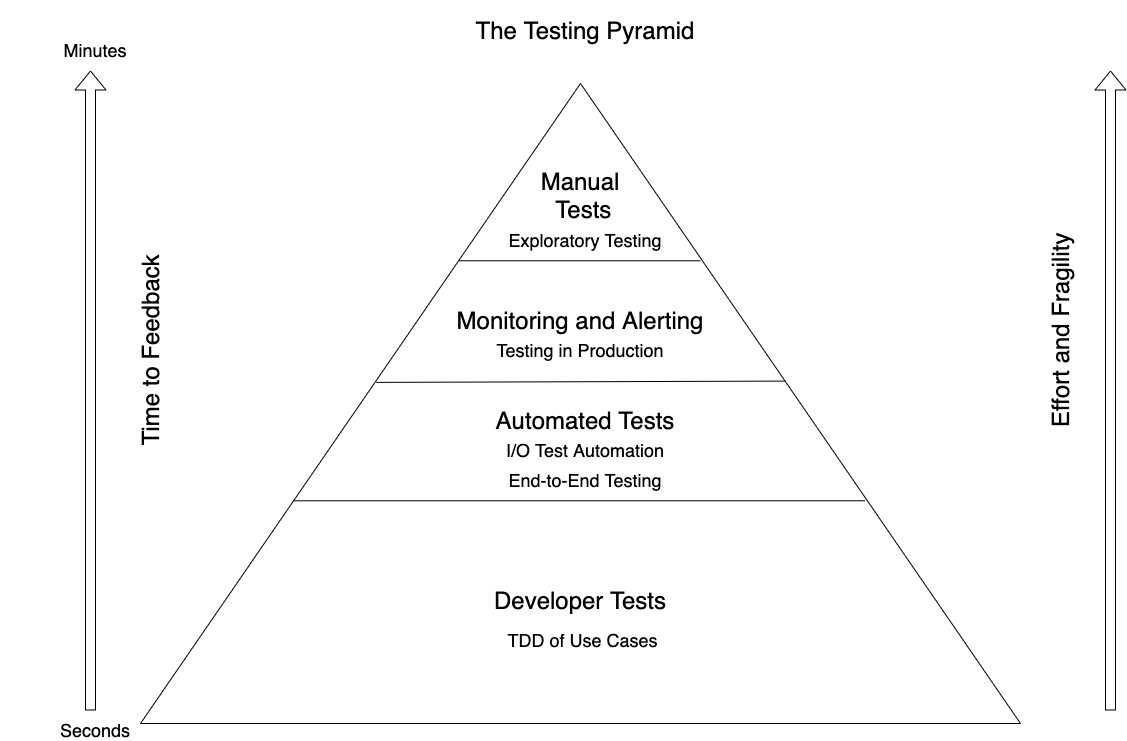 The Testing Pyramid
Minutes
Manual
Tests
Exploratory Testing
Monitoring and Alerting
Testing in Production
Time to Feedback
Effort and Fragility
Automated Tests
I/O Test Automation
End-to-End Testing
Developer Tests
TDD of Use Cases
Seconds